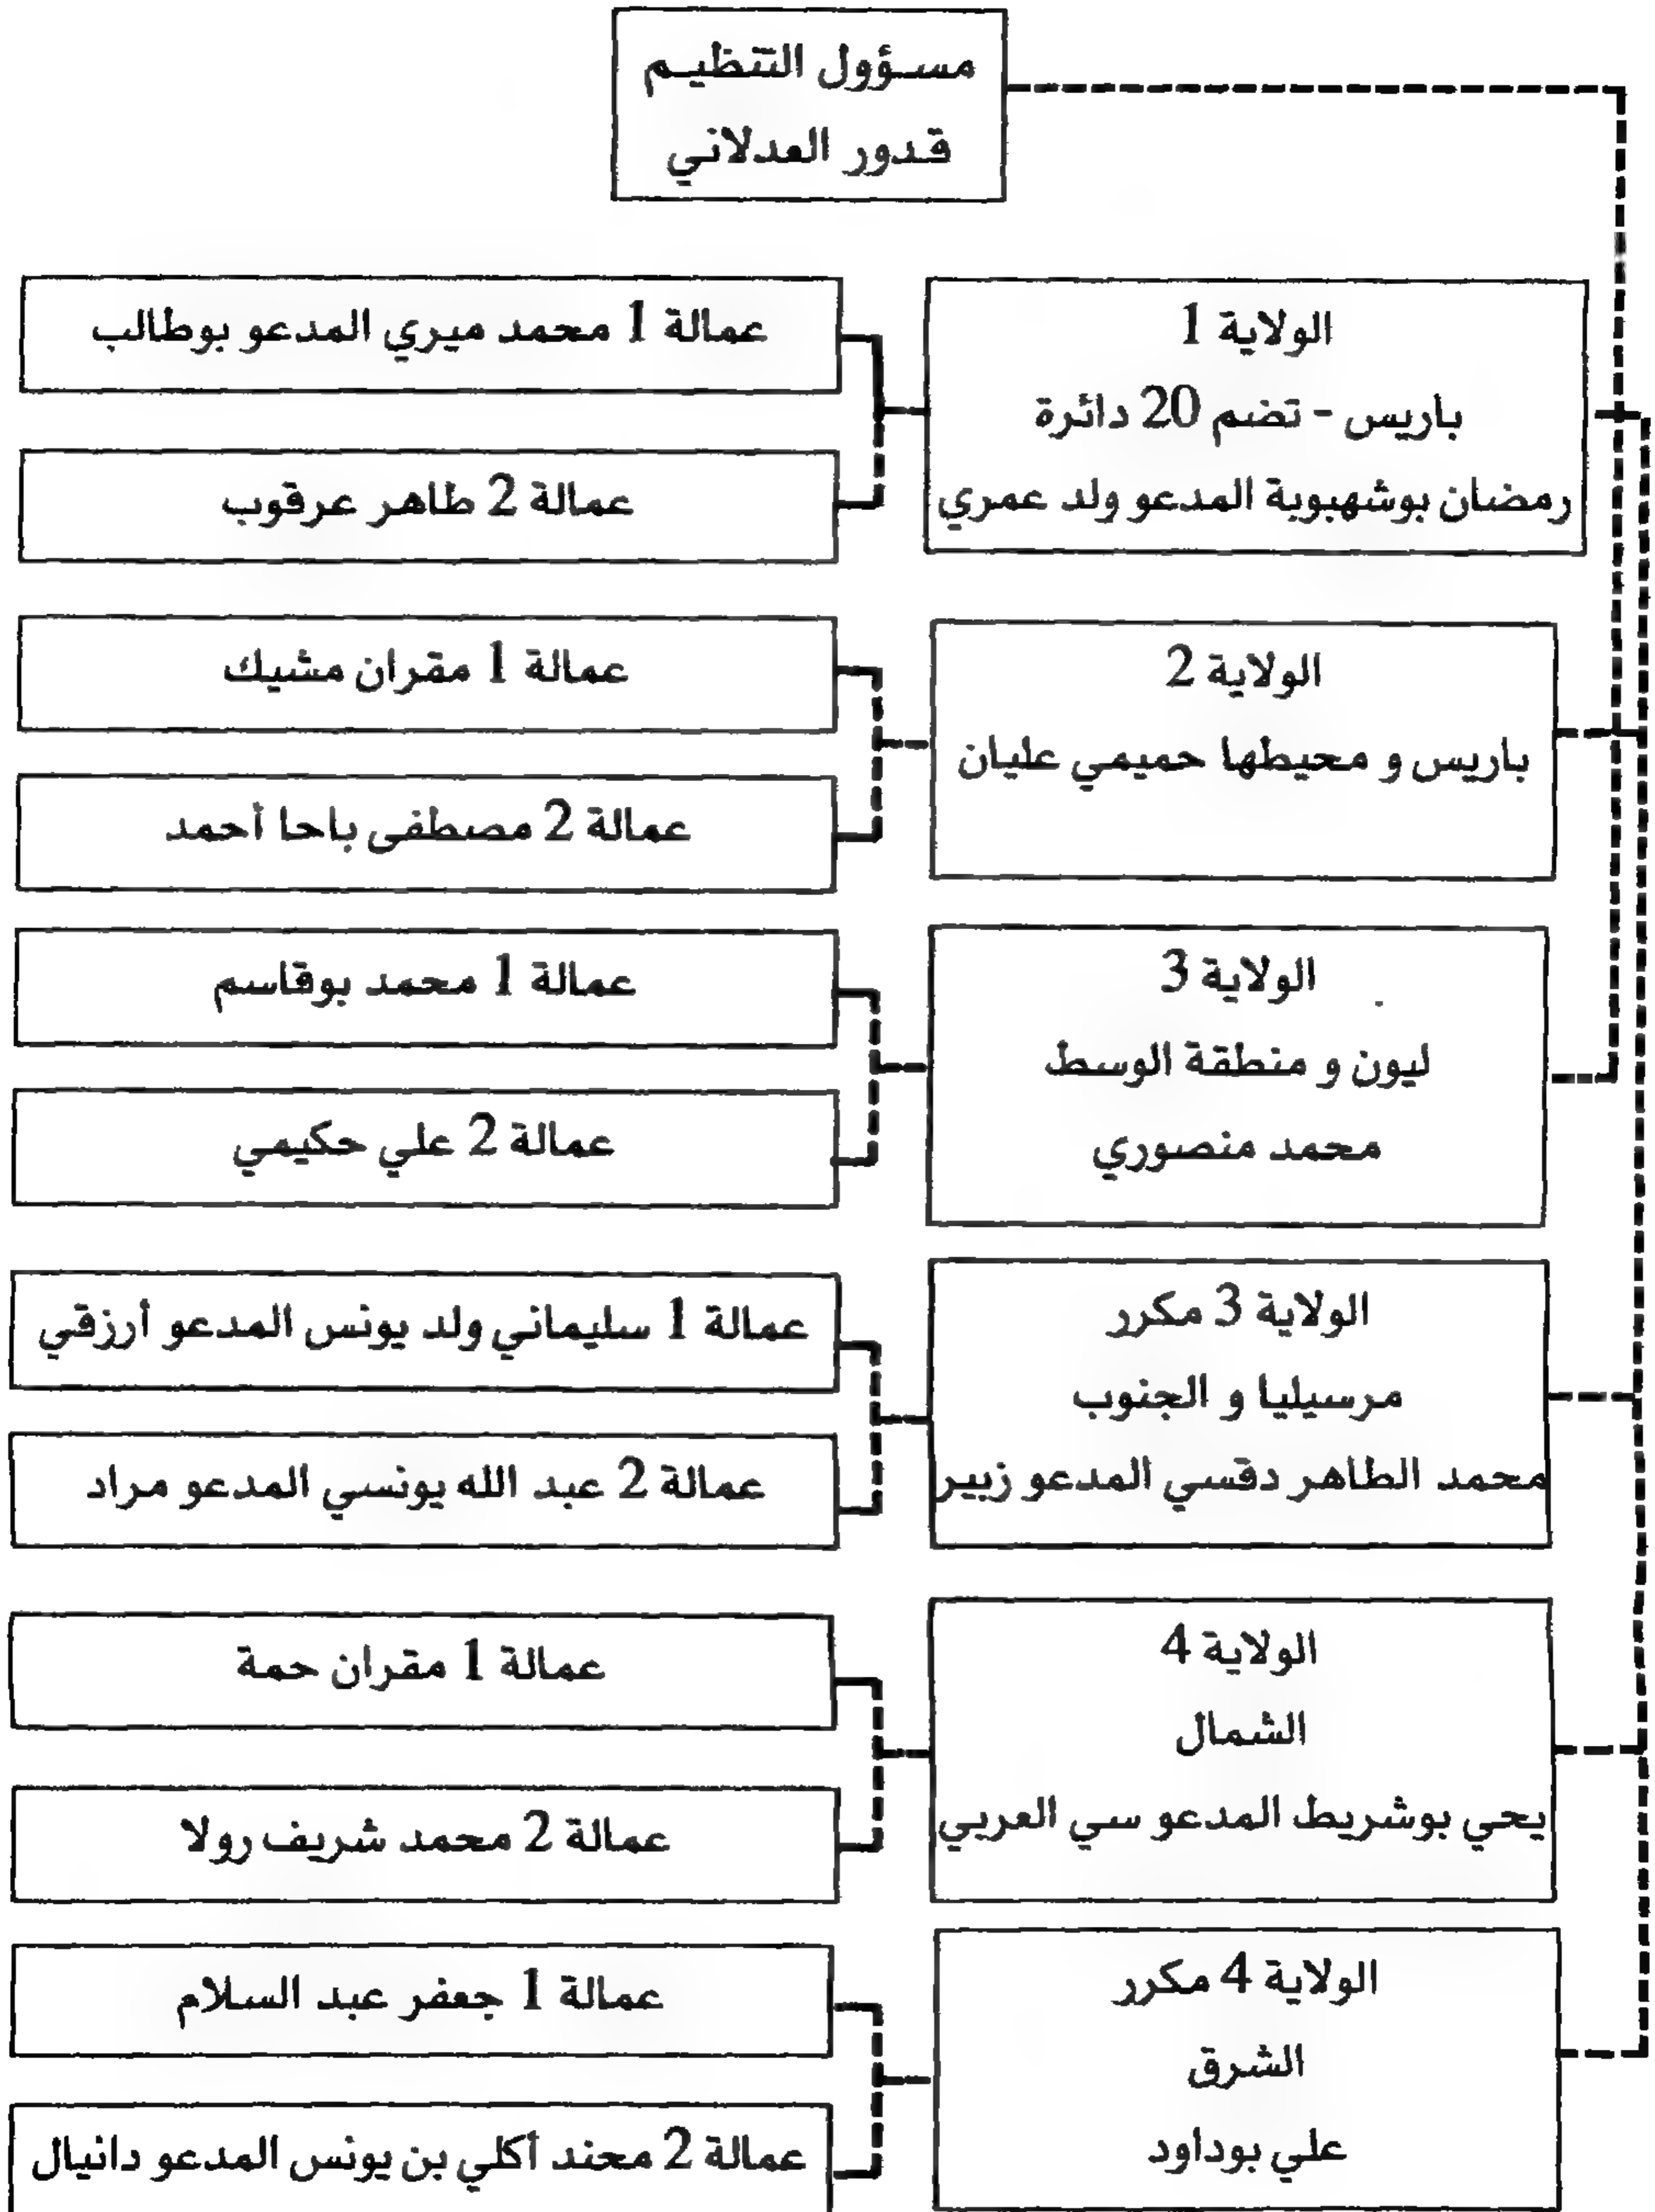 مسؤول التنظيم
قدور العدلاني
الولاية 1
باريس - تضم 20 دائرة
رمضان بوشهبوبة المدعو ولد عمري
عمالة 1 محمد ميري المدعو بوطالب
عمالة 2 طاهر عرقوب
الولاية 2
باريس و محيطها حميمي عليان
عمالة 1 مقران مشيك
عمالة 2 مصطفى باحا أحمد
الولاية 3
ليون و منطقة الوسط
محمد منصوري
عمالة 1 محمد بوقاسم
عمالة 2 علي حكيمي
الولاية 3 مكرر
مرسيليا و الجنوب
محمد الطاهر دقسي المدعو زبير
عمالة 1 سليماني ولد يونس المدعو أرزقي
عمالة 2 عبد الله يونسي المدعو مراد
الولاية 4
الشمال
يحي بوشريط المدعو سي العربي
عمالة 1 مقران حمة
عمالة 2 محمد شريف رولا
الولاية 4 مكرر
الشرق
علي بوداود
عمالة 1 جعفر عبد السلام
عمالة 2 محند أكلي بن يونس المدعو دانيال